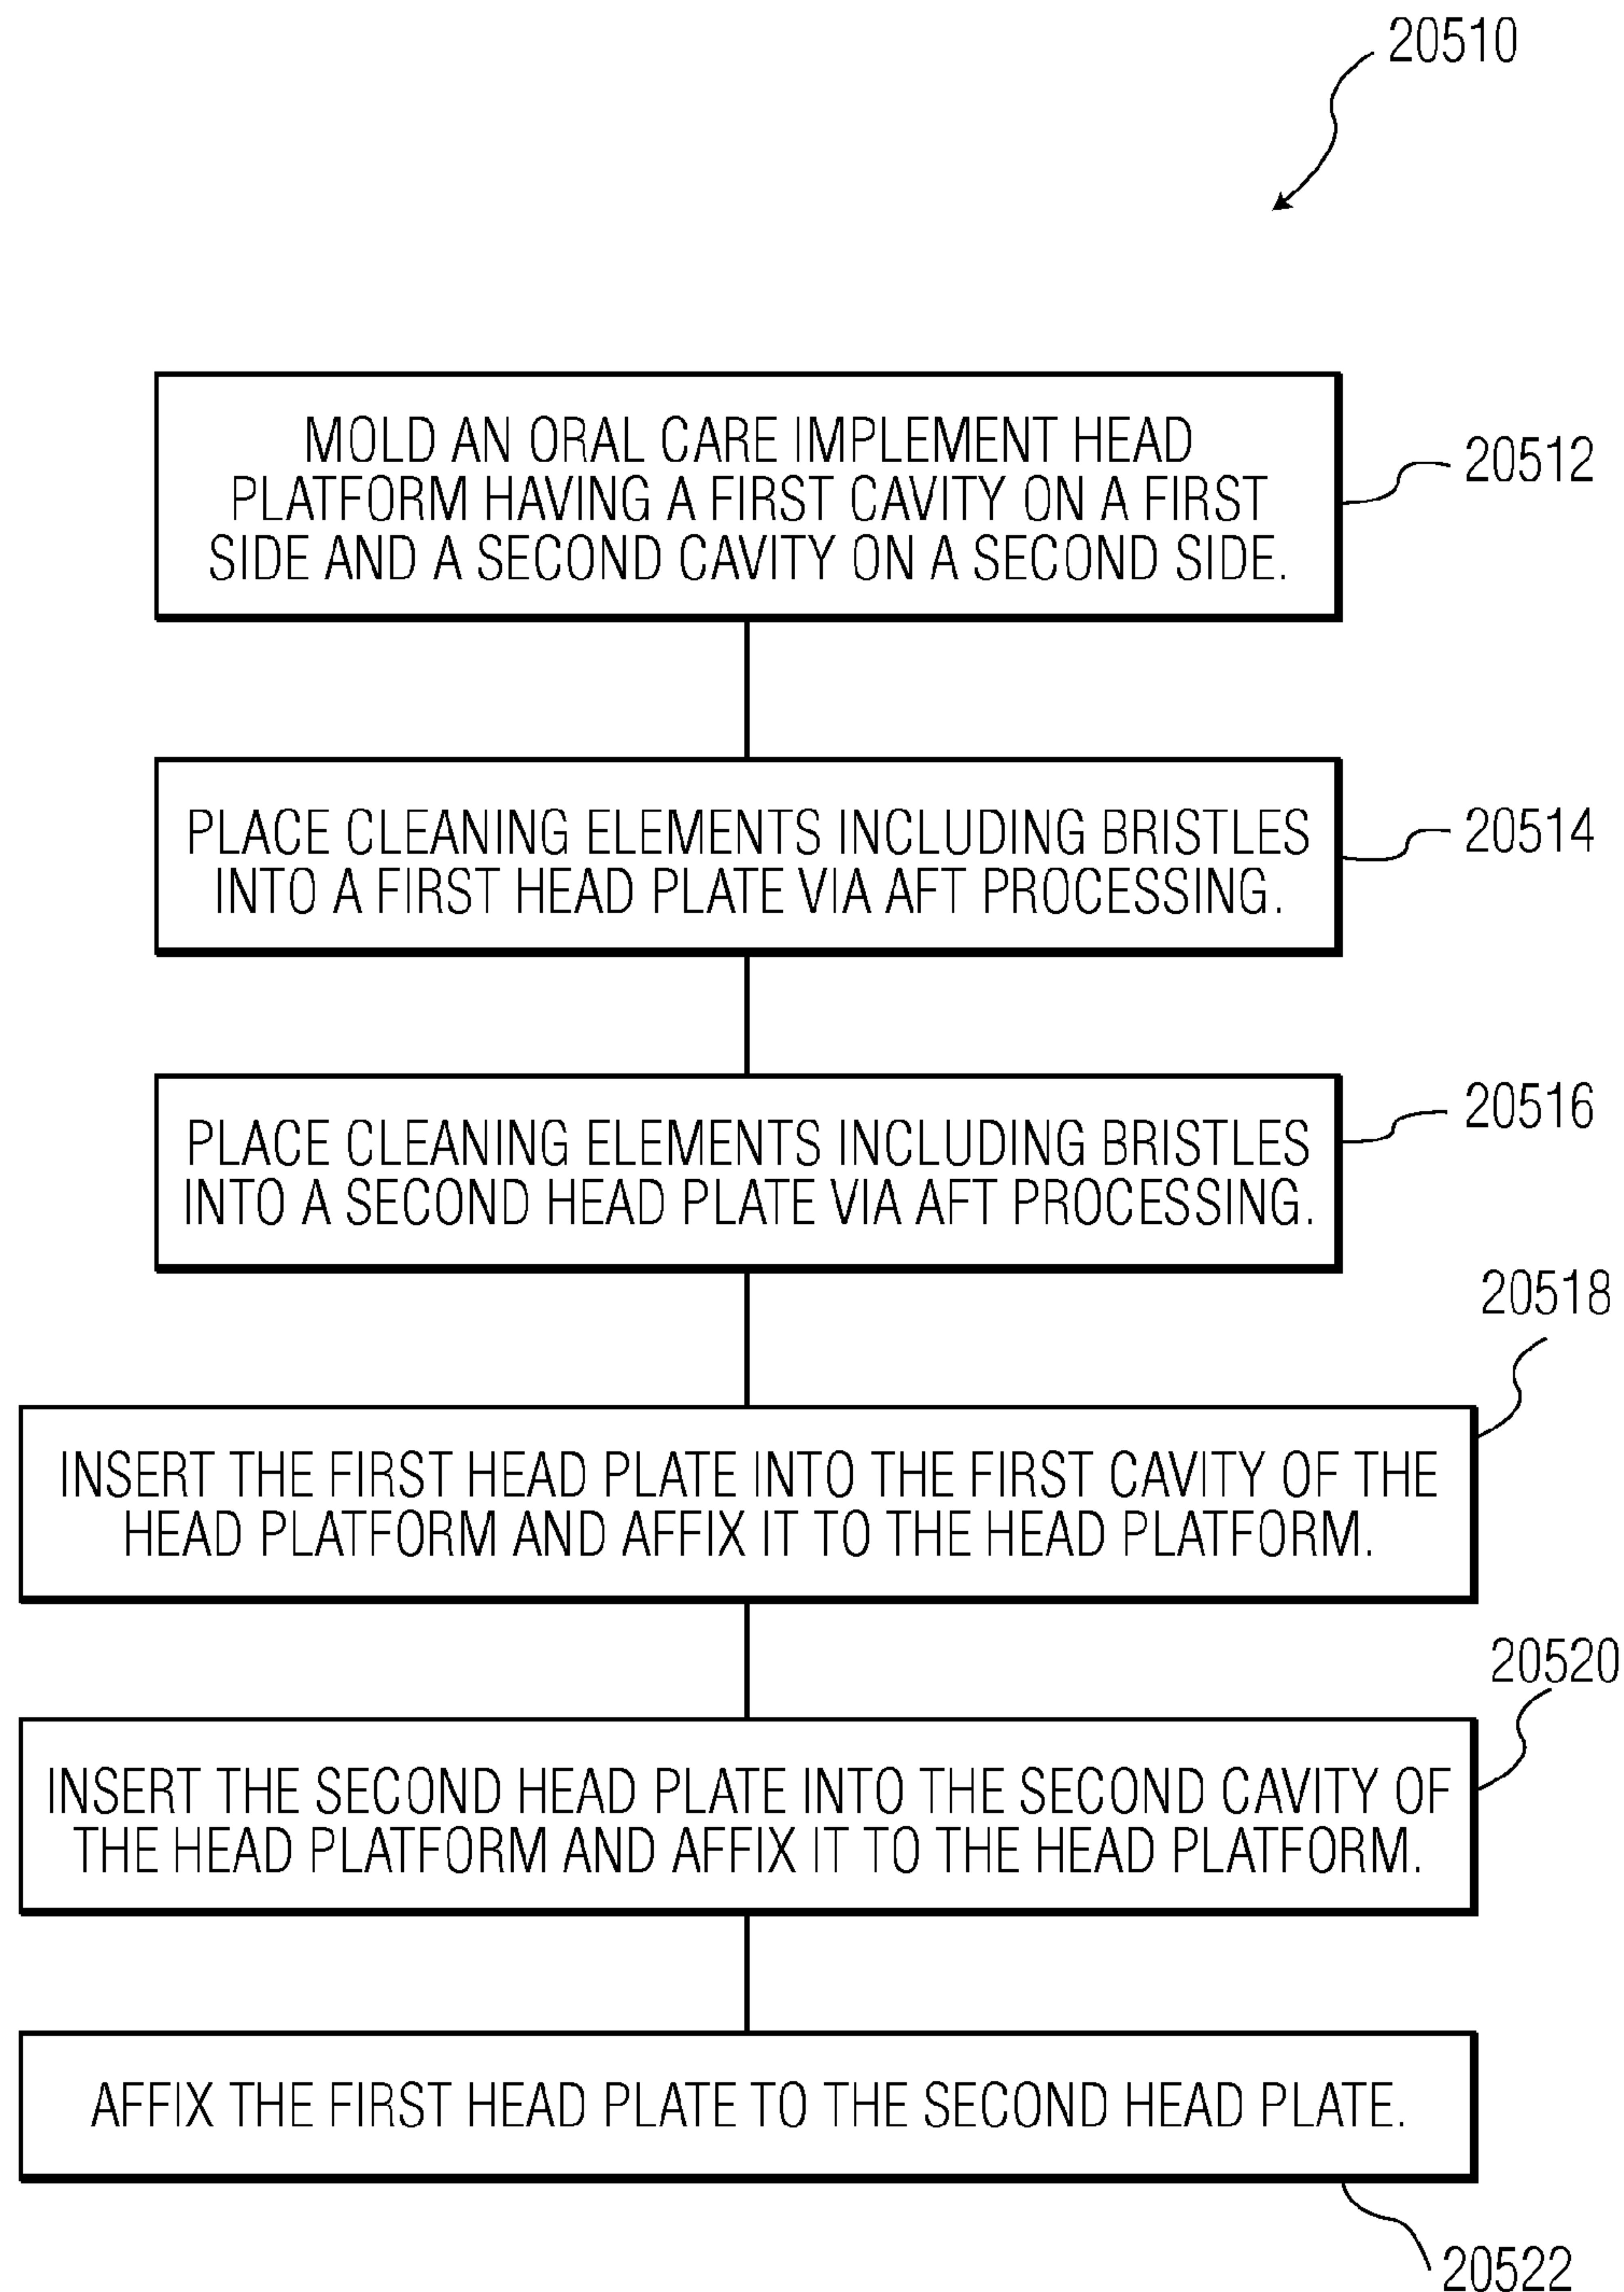 20510
MOLD AN ORAL CARE IMPLEMENT HEAD
PLATFORM HAVING A FIRST CAVITY ON A FIRST
SIDE AND A SECOND CAVITY ON A SECOND SIDE.
20512
PLACE CLEANING ELEMENTS INCLUDING BRISTLES
INTO A FIRST HEAD PLATE VIA AFT PROCESSING.
20514
PLACE CLEANING ELEMENTS INCLUDING BRISTLES
INTO A SECOND HEAD PLATE VIA AFT PROCESSING.
20516
INSERT THE FIRST HEAD PLATE INTO THE FIRST CAVITY OF THE
HEAD PLATFORM AND AFFIX IT TO THE HEAD PLATFORM.
20518
INSERT THE SECOND HEAD PLATE INTO THE SECOND CAVITY OF
THE HEAD PLATFORM AND AFFIX IT TO THE HEAD PLATFORM.
20520
AFFIX THE FIRST HEAD PLATE TO THE SECOND HEAD PLATE.
20522